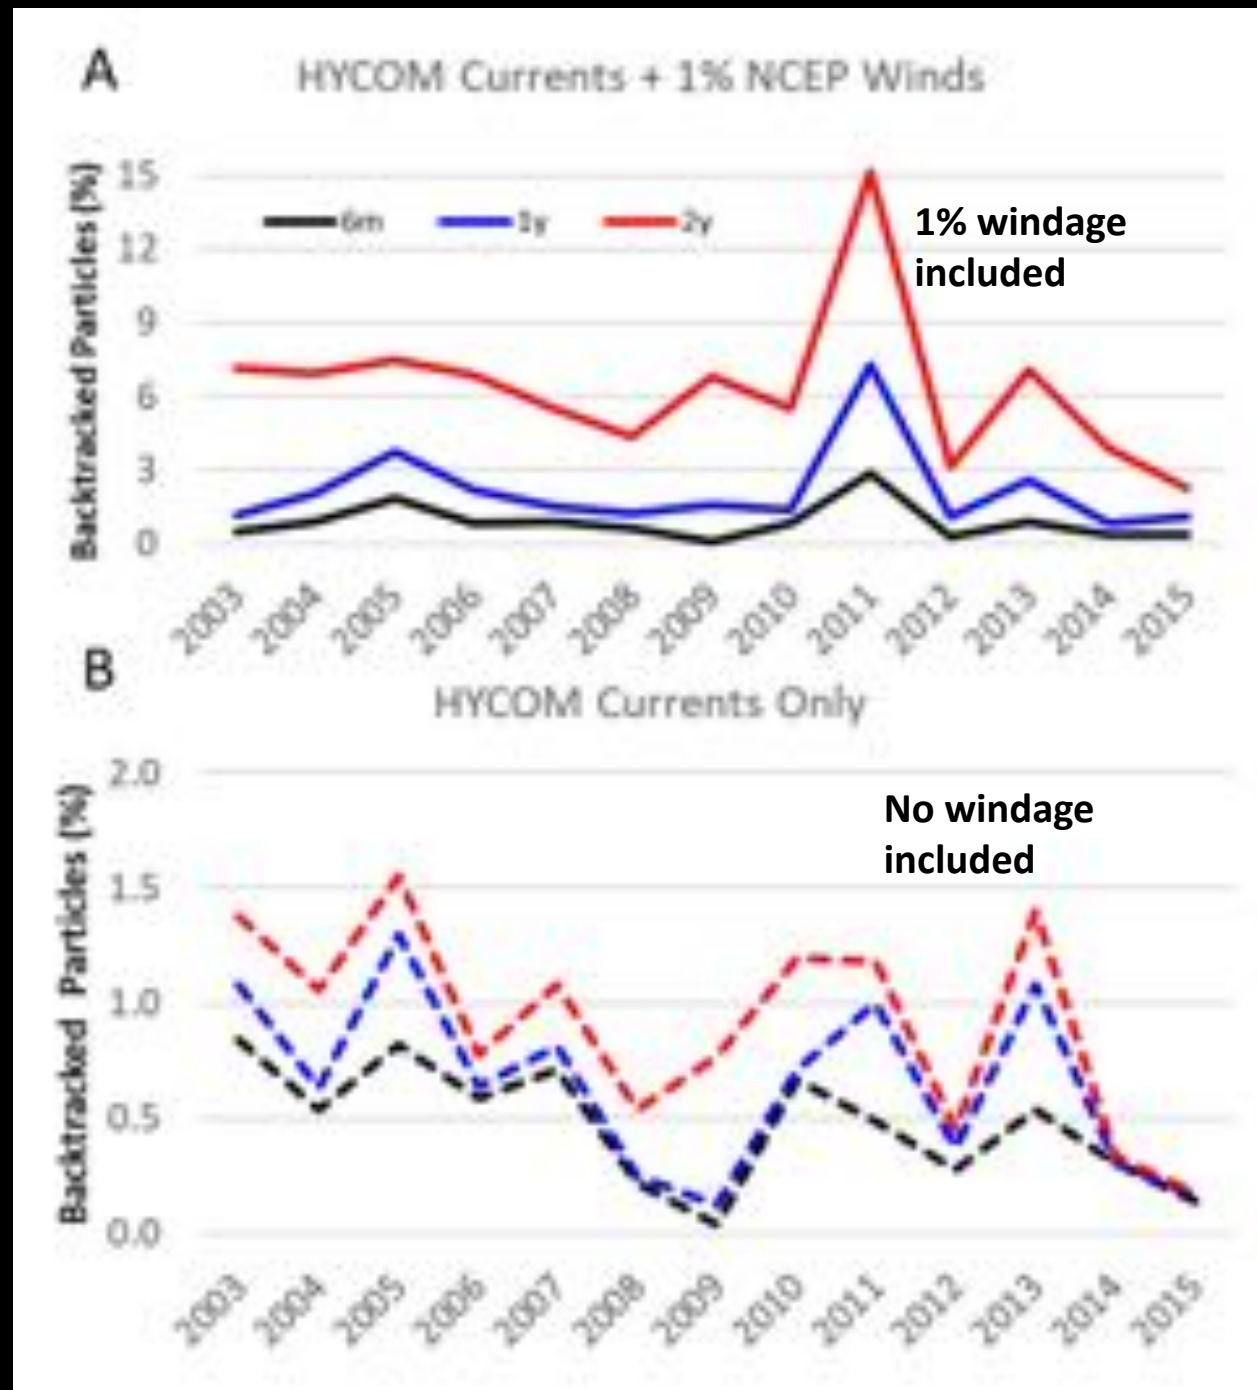 A
HYCOM Currents + 1% NCEP Winds
Backtracked Particles (%)
15
12
9
6
3
0
6m
1y
2y
1% windage
included
2003
2004
2005
2006
2007
2008
2009
2010
2011
2012
2013
2014
2015
B
HYCOM Currents Only
Backtracked Particles (%)
2.0
1.5
1.0
0.5
0.0
No windage
included
2003
2004
2005
2006
2007
2008
2009
2010
2011
2012
2013
2014
2015